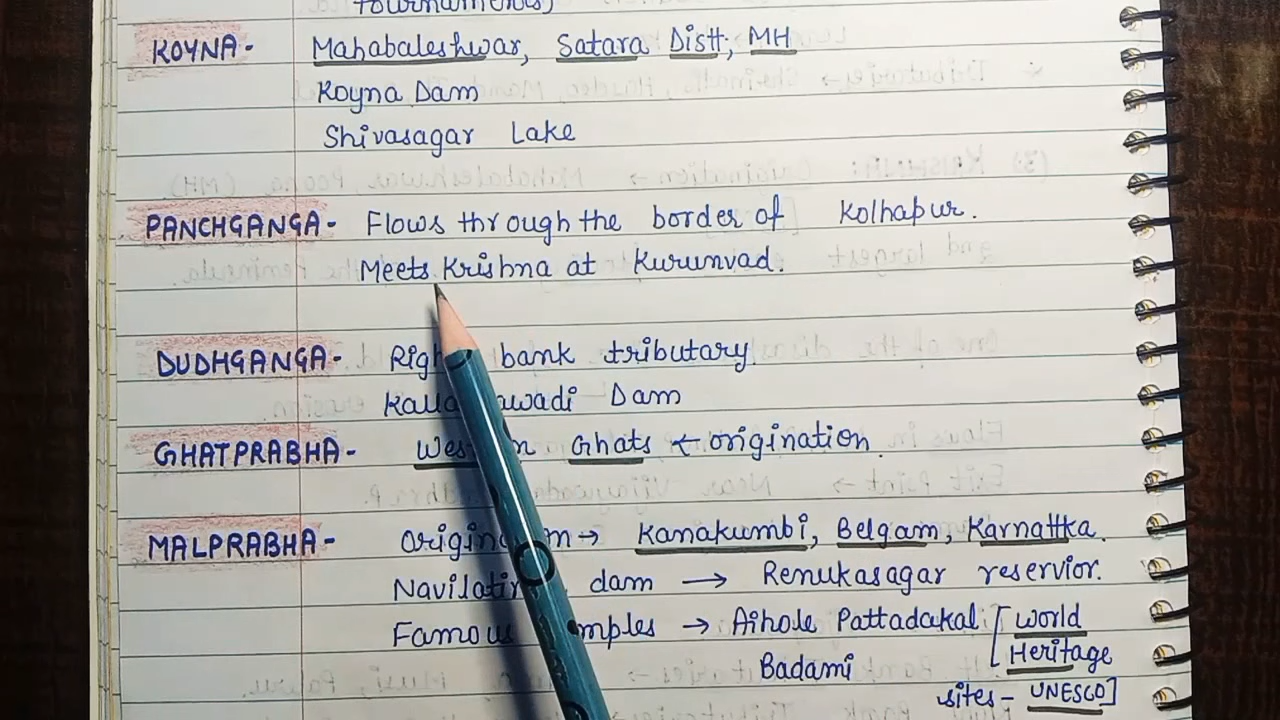 KOYNA - Mahabaleshwar, Satara Distt, MH
Koyna Dam
Shivasagar Lake
PANCHGANGA - Flows through the border of Kolhapur.
Meets Krishna at Kurunvad.
DUDHGANGA - bank tributary.
Dam
GHATPRABHA - Ghats ← origination.
MALPRABHA - → Kanakumbi, Belgam, Karnattka.
dam → Renukasagar reservior.
→ Aihole Pattadakal [World
Badami Heritage
sites - UNESCO]